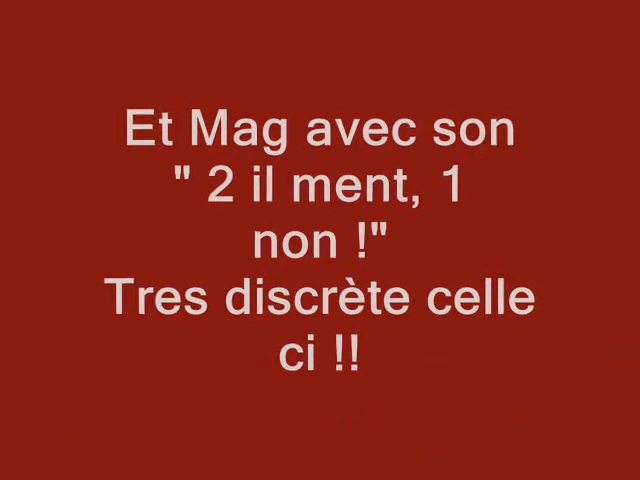 Et Mag avec son
" 2 il ment, 1
non !"
Tres discrète celle
ci !!